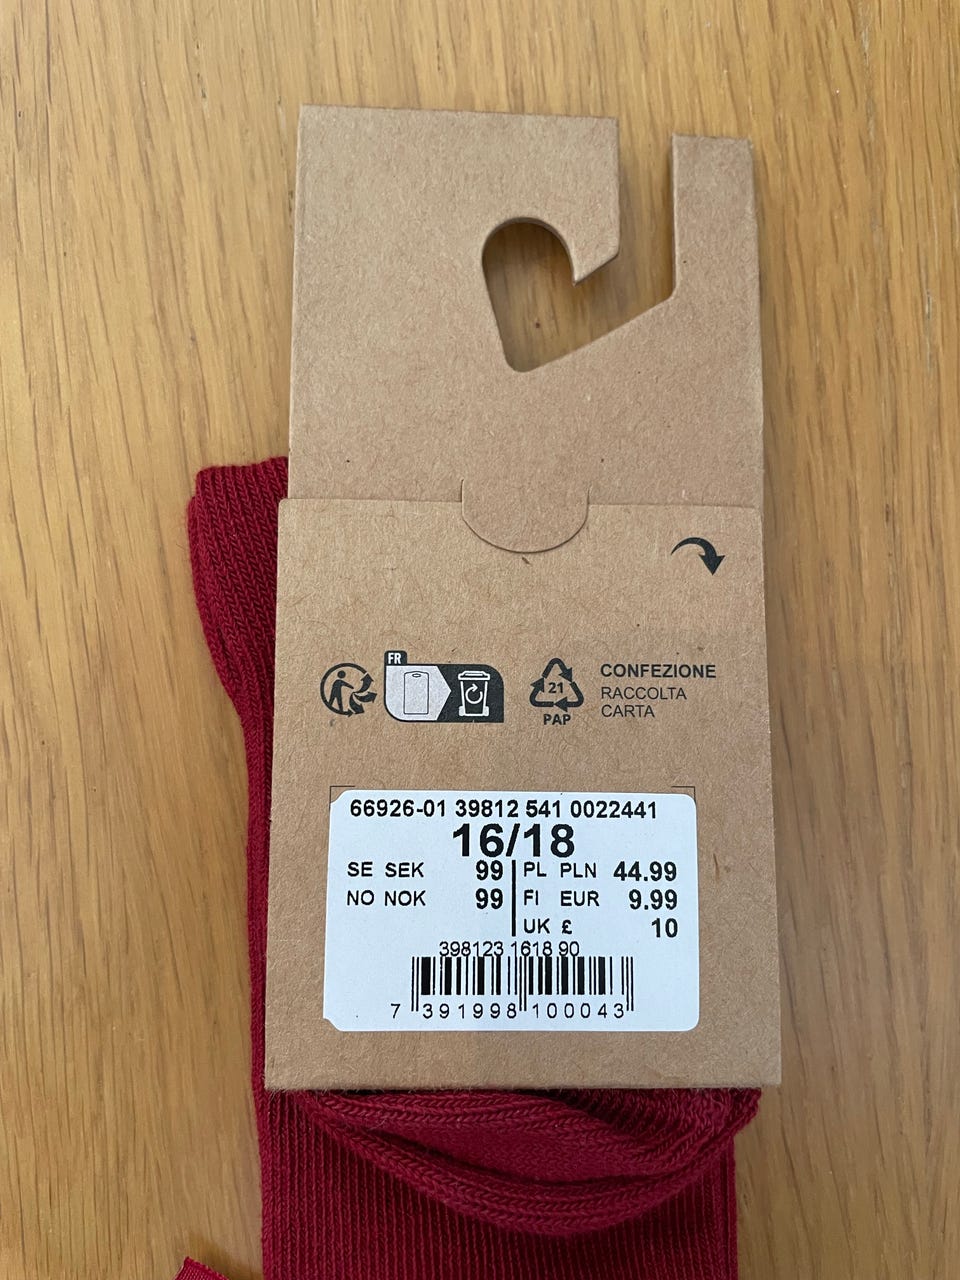 FR
21
PAP
CONFEZIONE
RACCOLTA
CARTA
66926-01 39812 541 0022441
16/18
SE SEK 99 PL PLN 44.99
NO NOK 99 FI EUR 9.99
UK £ 10
398123 1618 90
7 391998 100043